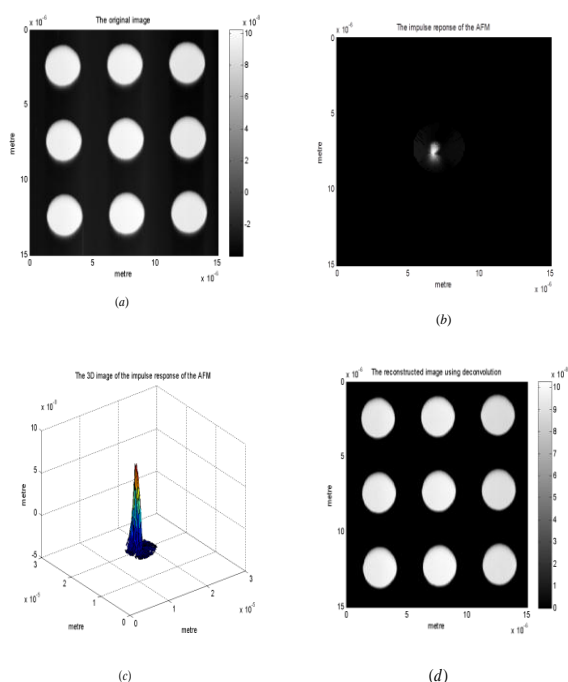 The original image
x 10⁻⁶
x 10⁻⁸
0
5
10
15
metre
0
5
10
15
metre
x 10⁻⁶
10
8
6
4
2
0
-2
(a)
The impulse reponse of the AFM
x 10⁻⁶
0
5
10
15
metre
0
5
10
15
metre
x 10⁻⁶
(b)
The 3D image of the impulse response of the AFM
x 10⁻⁸
10
5
0
-5
metre
3
2
1
0
x 10⁻⁵
metre
0
1
2
3
x 10⁻⁵
metre
(c)
The reconstructed image using deconvolution
x 10⁻⁶
x 10⁻⁸
0
5
10
15
metre
0
5
10
15
metre
x 10⁻⁶
10
9
8
7
6
5
4
3
2
1
0
(d)